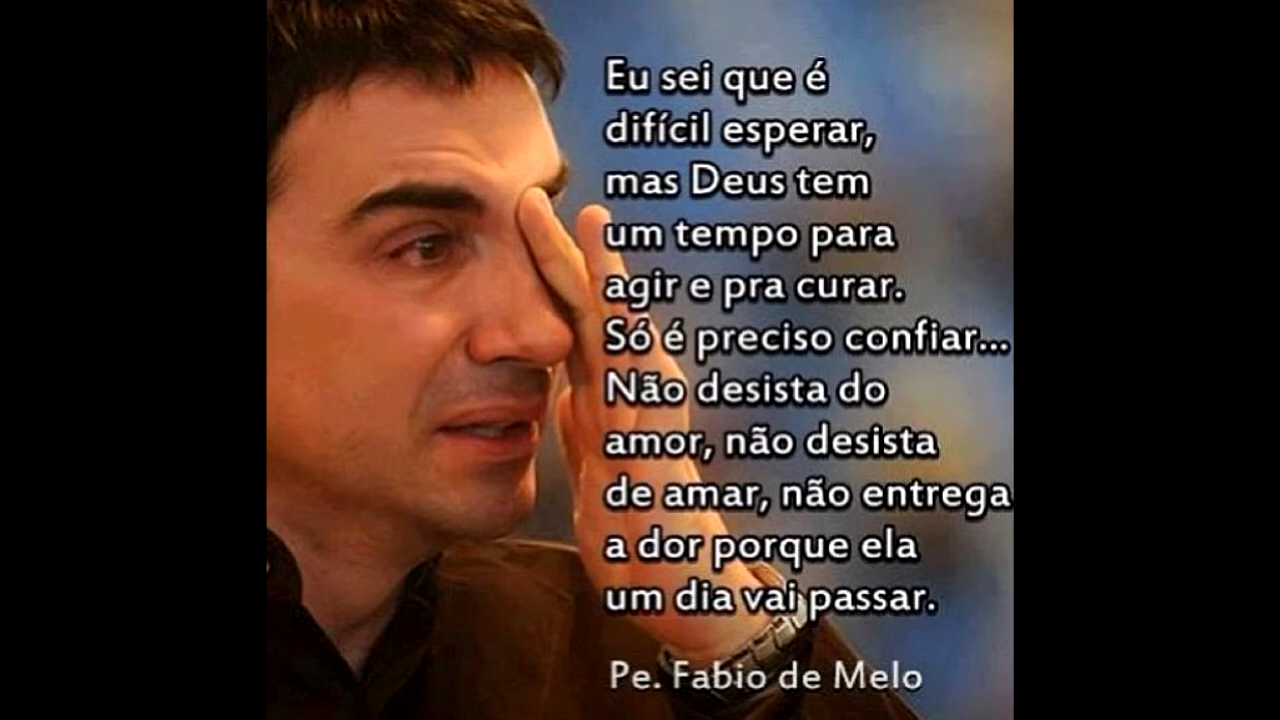 Eu sei que é
difícil esperar,
mas Deus tem
um tempo para
agir e pra curar.
Só é preciso confiar...
Não desista do
amor, não desista
de amar, não entrega
a dor porque ela
um dia vai passar.
Pe. Fabio de Melo